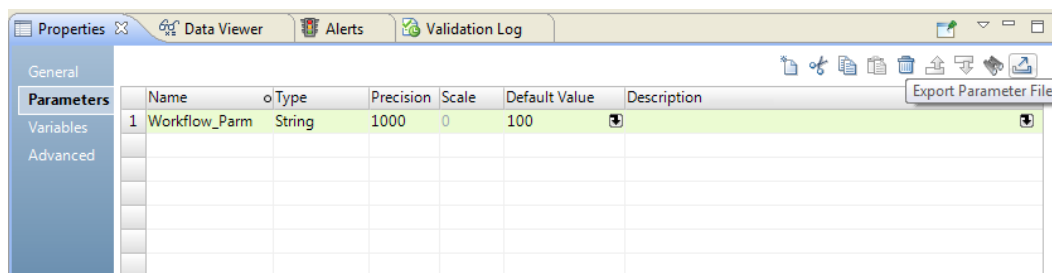 Properties Data Viewer Alerts Validation Log
General
Export Parameter File
Parameters Name Type Precision Scale Default Value Description
1 Workflow_Parm String 1000 0 100
Variables
Advanced